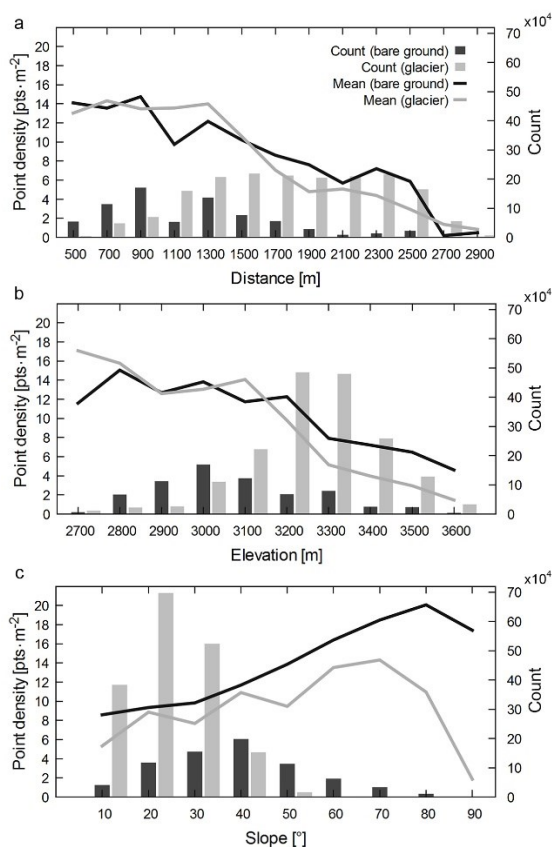 a
Count (bare ground)
Count (glacier)
Mean (bare ground)
Mean (glacier)
x10⁴
22
20
18
16
14
12
10
8
6
4
2
0
Point density [pts·m⁻²]
70
60
50
40
30
20
10
0
Count
500 700 900 1100 1300 1500 1700 1900 2100 2300 2500 2700 2900
Distance [m]
b
x10⁴
20
18
16
14
12
10
8
6
4
2
0
Point density [pts·m⁻²]
70
60
50
40
30
20
10
0
Count
2700 2800 2900 3000 3100 3200 3300 3400 3500 3600
Elevation [m]
c
x10⁴
20
18
16
14
12
10
8
6
4
2
0
Point density [pts·m⁻²]
70
60
50
40
30
20
10
0
Count
10 20 30 40 50 60 70 80 90
Slope [°]